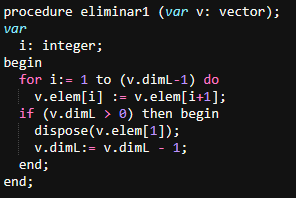 procedure eliminar1 (var v: vector);
var
i: integer;
begin
for i:= 1 to (v.dimL-1) do
v.elem[i] := v.elem[i+1];
if (v.dimL > 0) then begin
dispose(v.elem[1]);
v.dimL:= v.dimL - 1;
end;
end;